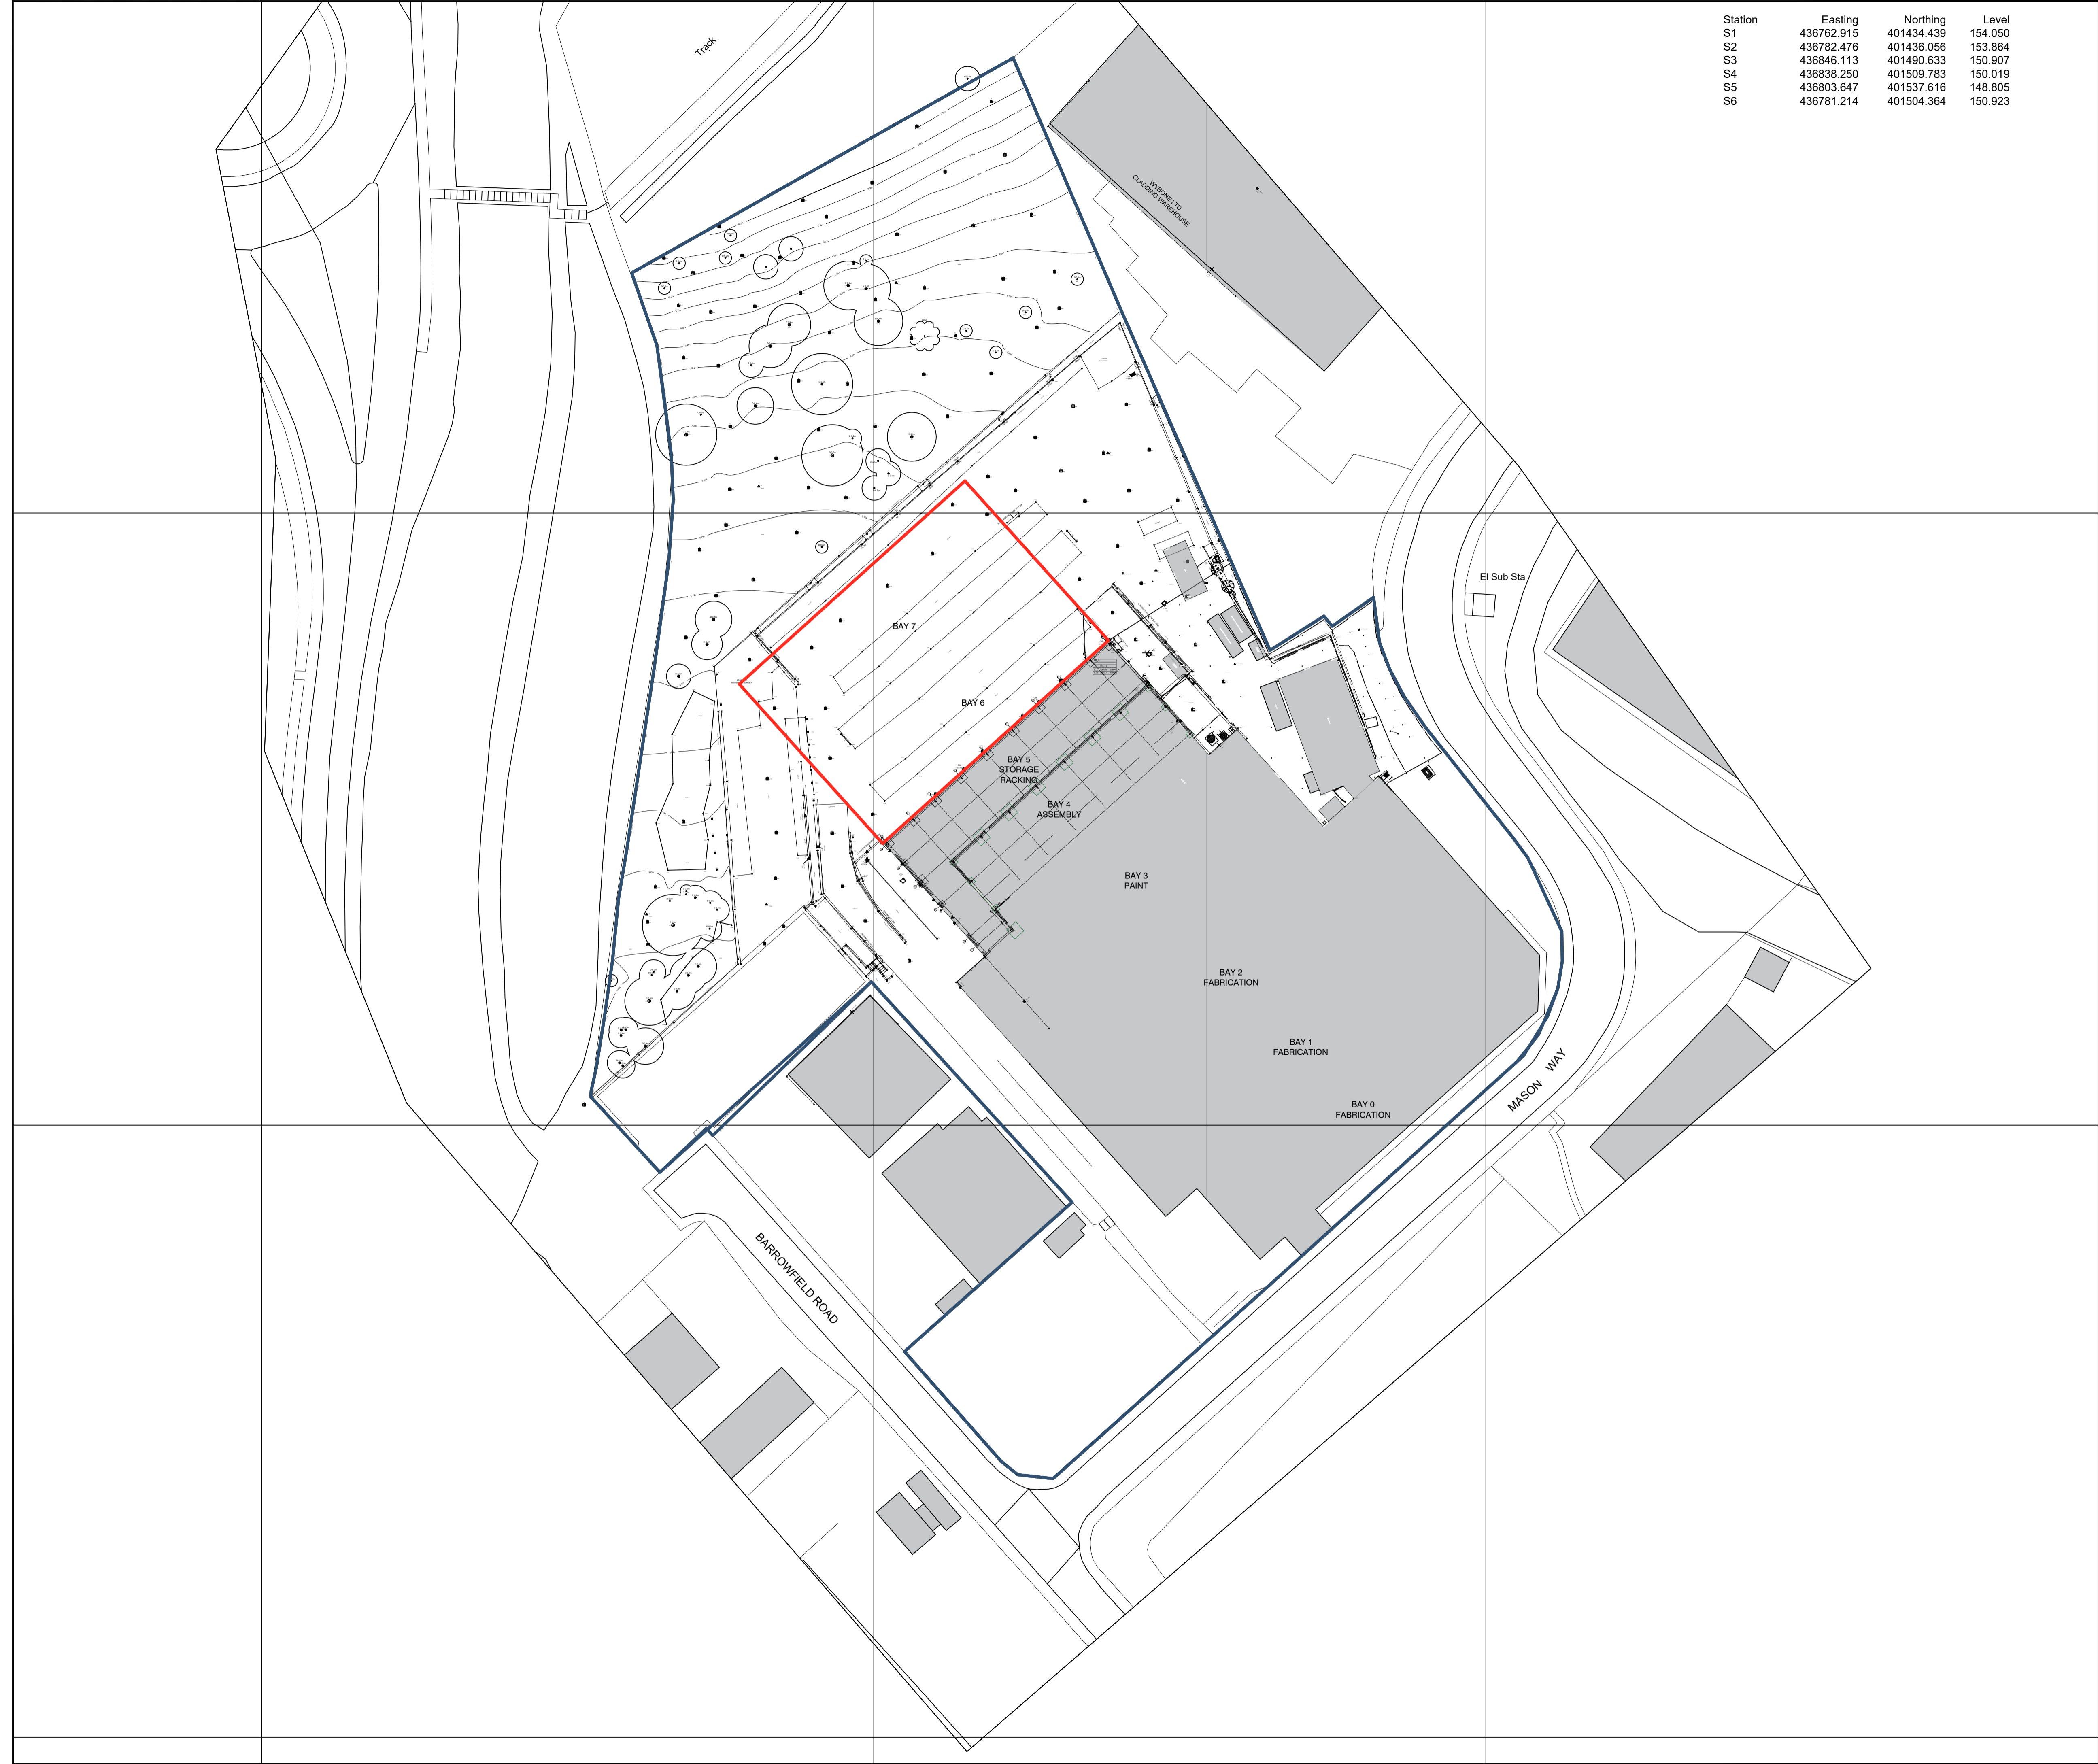 Station Easting Northing Level
S1 436762.915 401434.439 154.050
S2 436782.476 401436.056 153.864
S3 436846.113 401490.633 150.907
S4 436838.250 401509.783 150.019
S5 436803.647 401537.616 148.805
S6 436781.214 401504.364 150.923
Track
WYBONE LTD
CLADDING WAREHOUSE
El Sub Sta
BAY 7
BAY 6
BAY 5
STORAGE
RACKING
BAY 4
ASSEMBLY
BAY 3
PAINT
BAY 2
FABRICATION
BAY 1
FABRICATION
BAY 0
FABRICATION
MASON WAY
BARROWFIELD ROAD